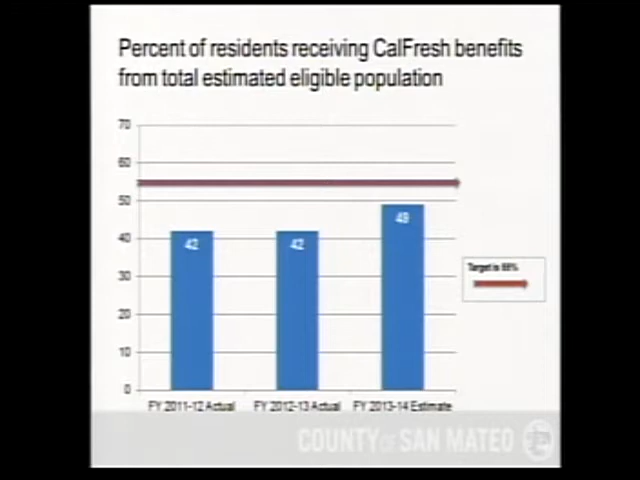 Percent of residents receiving CalFresh benefits
from total estimated eligible population
70
60
50
40
30
20
10
0
42
42
49
FY 2011-12 Actual
FY 2012-13 Actual
FY 2013-14 Estimate
Target is
COUNTY OF SAN MATEO